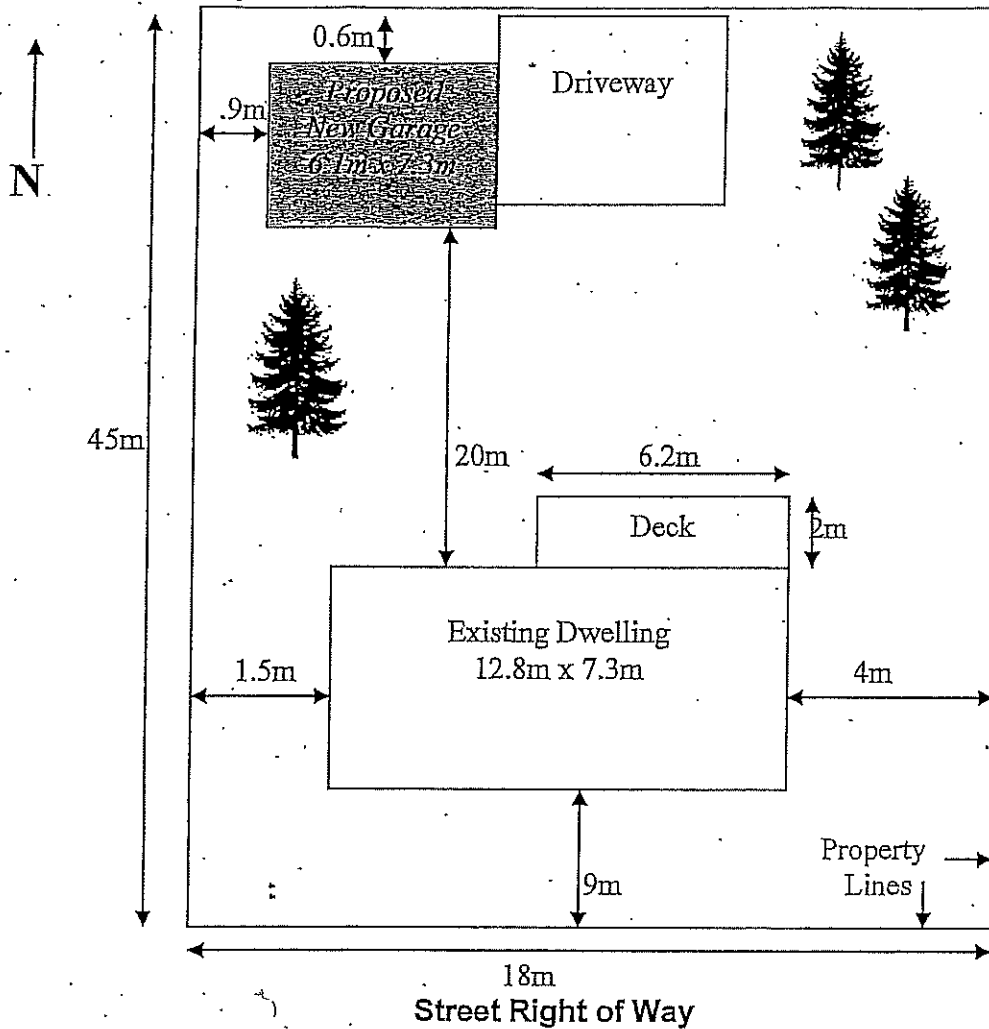 0.6m
Driveway
Proposed
New Garage
6.1m x 7.3m
.9m
N
45m
20m
6.2m
Deck
2m
Existing Dwelling
12.8m x 7.3m
1.5m
4m
9m
Property
Lines
18m
Street Right of Way